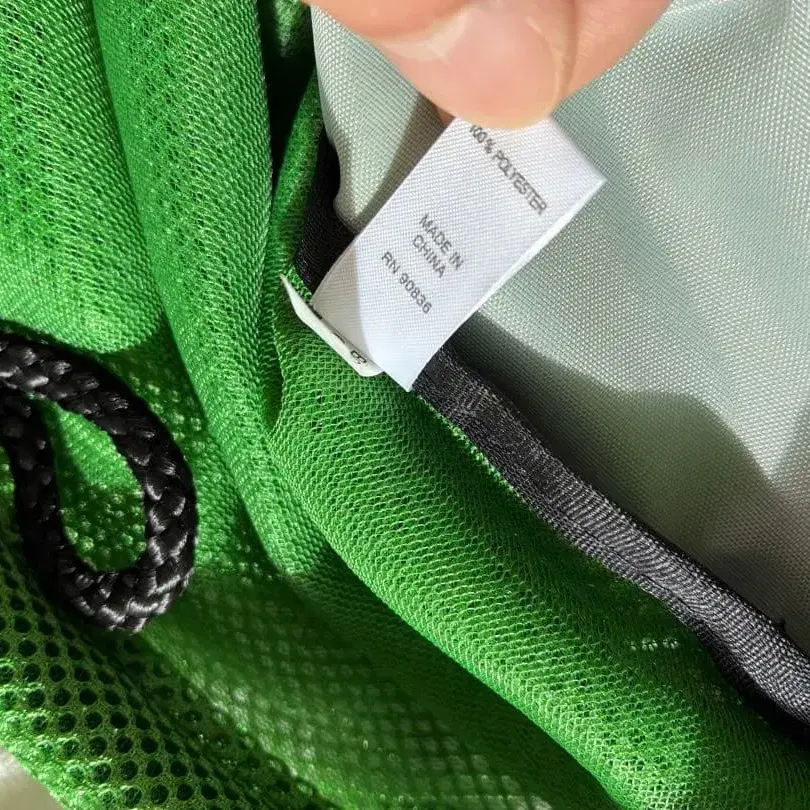 100% POLYESTER
MADE IN
CHINA
RN 90836